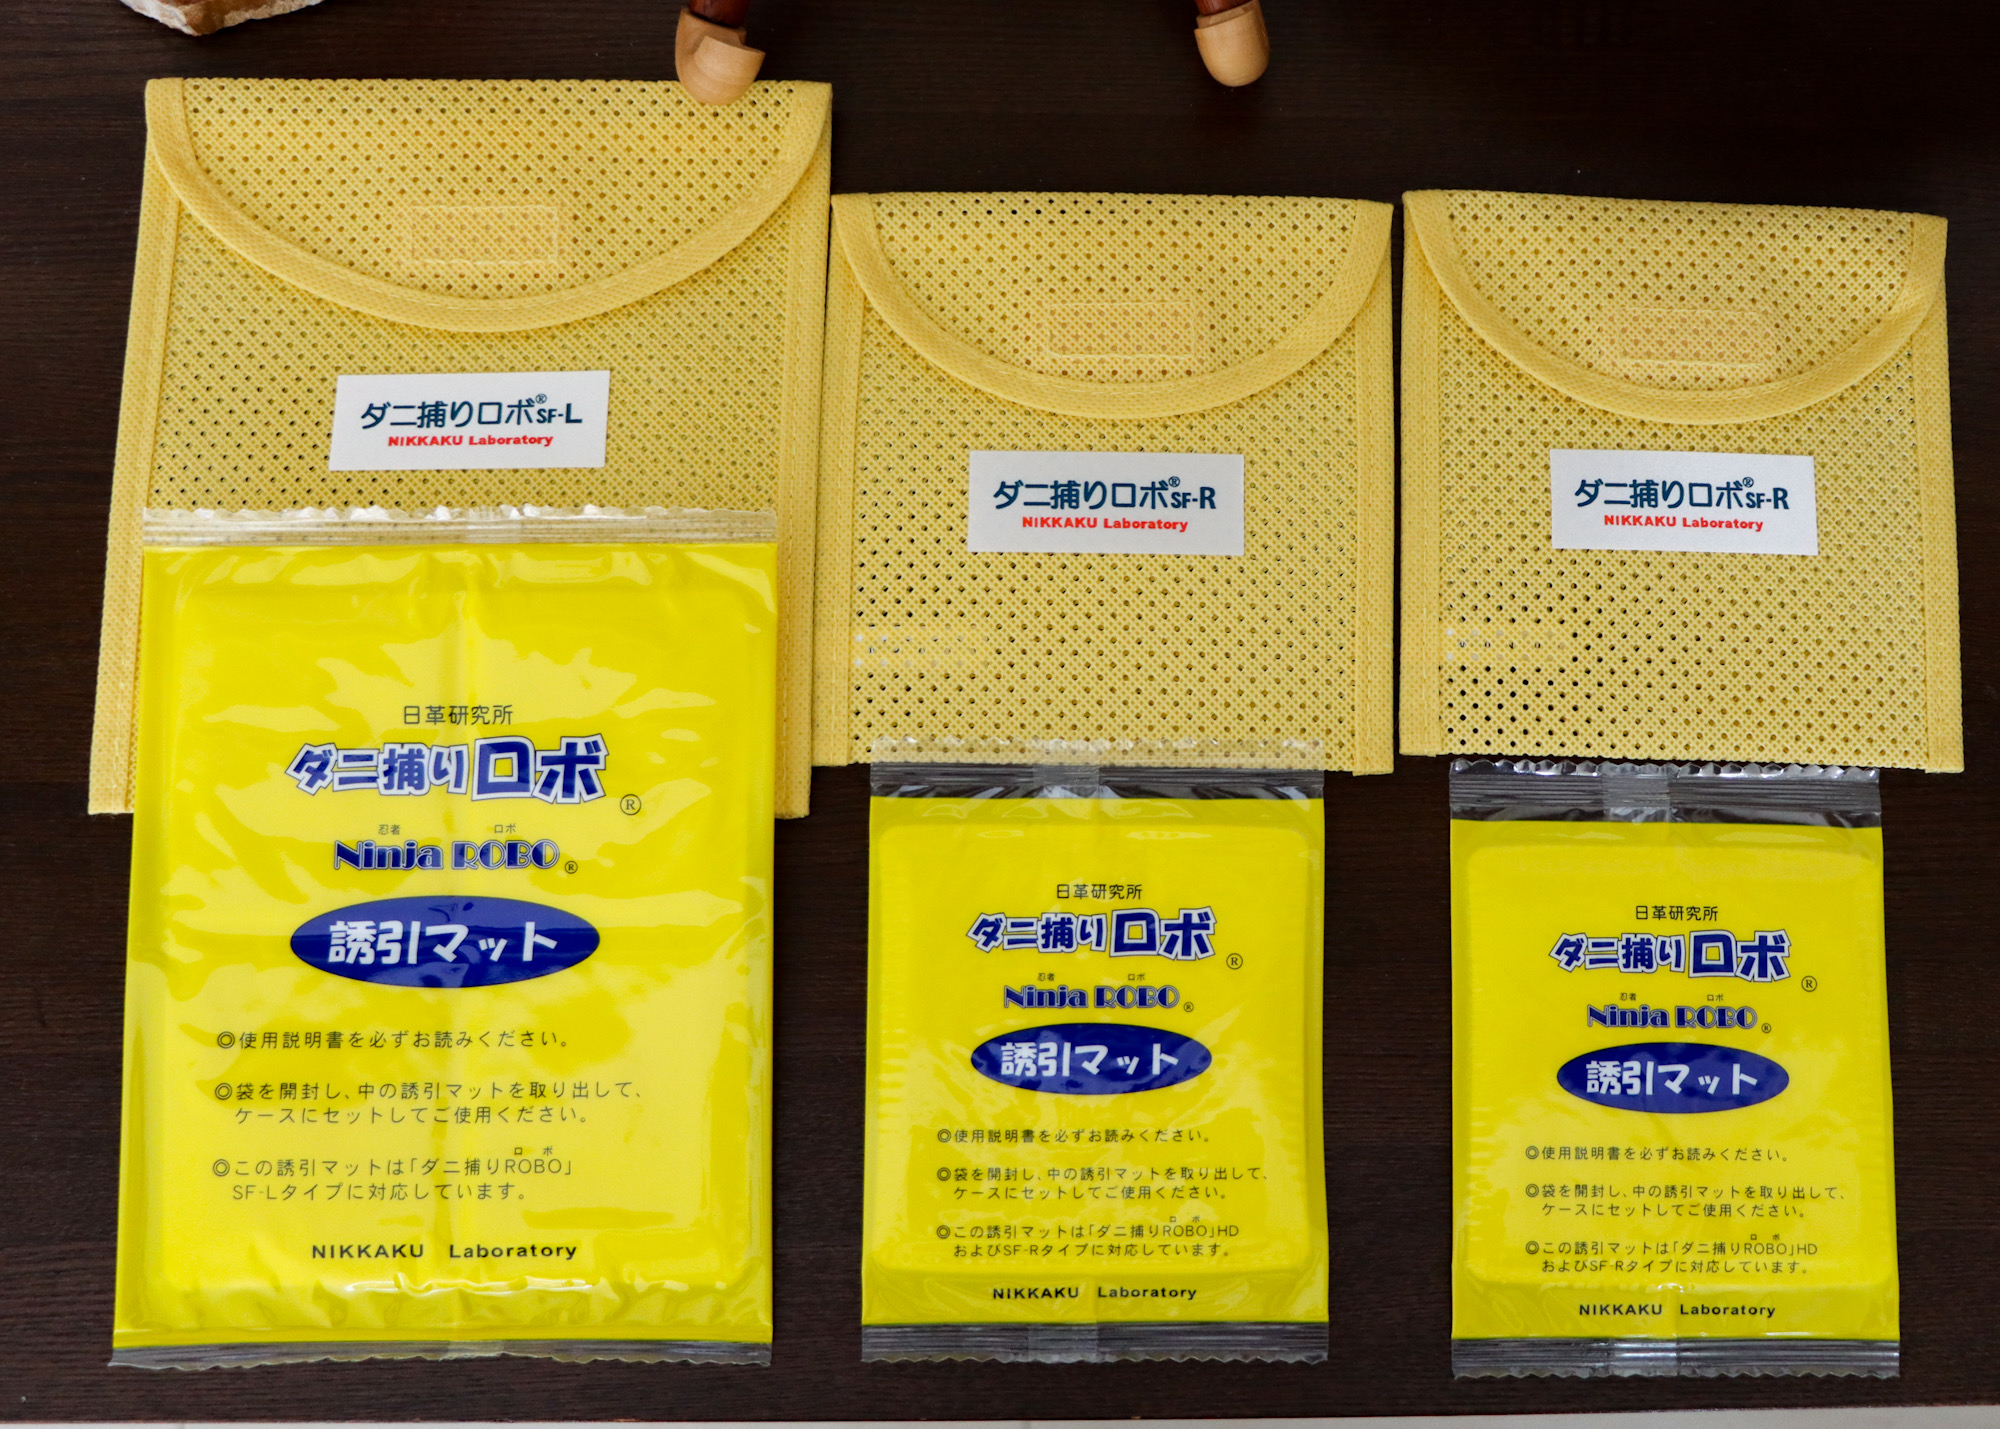 ダニ捕りロボ®SF-L
NIKKAKU Laboratory
ダニ捕りロボ®SF-R
NIKKAKU Laboratory
ダニ捕りロボ®SF-R
NIKKAKU Laboratory
日革研究所
ダニ捕りロボ®
忍者 ロボ
Ninja ROBO®
誘引マット
◎使用説明書を必ずお読みください。
◎袋を開封し、中の誘引マットを取り出して、
ケースにセットしてご使用ください。
ロ ボ
◎この誘引マットは「ダニ捕りROBO」
SF-Lタイプに対応しています。
NIKKAKU Laboratory
日革研究所
ダニ捕りロボ®
忍者 ロボ
Ninja ROBO®
誘引マット
◎使用説明書を必ずお読みください。
◎袋を開封し、中の誘引マットを取り出して、
ケースにセットしてご使用ください。
ロ ボ
◎この誘引マットは「ダニ捕りROBO」HD
およびSF-Rタイプに対応しています。
NIKKAKU Laboratory
日革研究所
ダニ捕りロボ®
忍者 ロボ
Ninja ROBO®
誘引マット
◎使用説明書を必ずお読みください。
◎袋を開封し、中の誘引マットを取り出して、
ケースにセットしてご使用ください。
ロ ボ
◎この誘引マットは「ダニ捕りROBO」HD
およびSF-Rタイプに対応しています。
NIKKAKU Laboratory